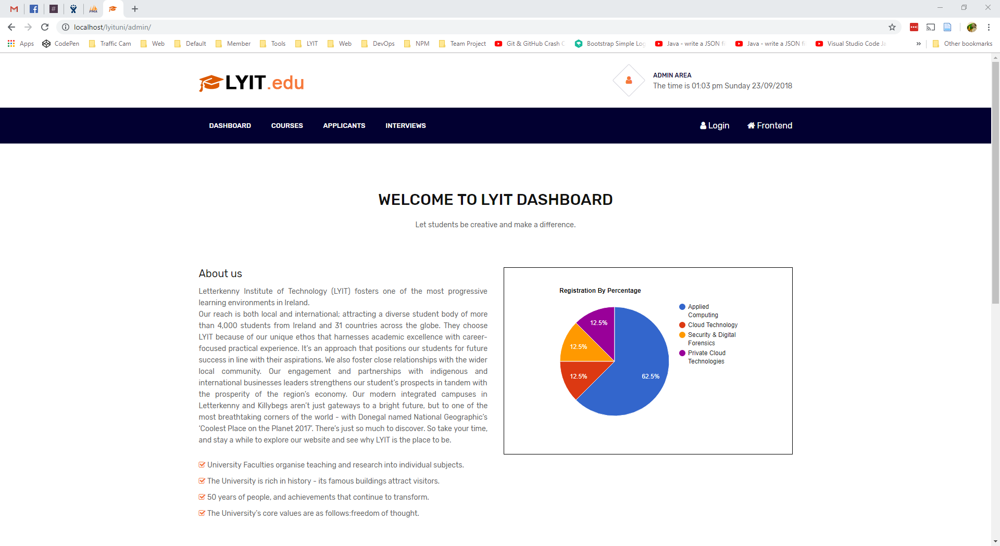 localhost/lyituni/admin/
Apps CodePen Traffic Cam Web Default Member Tools LYIT Web DevOps NPM Team Project Git & GitHub Crash C Bootstrap Simple Log Java - write a JSON fi Java - write a JSON fi Visual Studio Code Ja » Other bookmarks
LYIT.edu
ADMIN AREA
The time is 01:03 pm Sunday 23/09/2018
DASHBOARD COURSES APPLICANTS INTERVIEWS Login Frontend
WELCOME TO LYIT DASHBOARD
Let students be creative and make a difference.
About us
Letterkenny Institute of Technology (LYIT) fosters one of the most progressive
learning environments in Ireland.
Our reach is both local and international; attracting a diverse student body of more
than 4,000 students from Ireland and 31 countries across the globe. They choose
LYIT because of our unique ethos that harnesses academic excellence with career-
focused practical experience. It’s an approach that positions our students for future
success in line with their aspirations. We also foster close relationships with the wider
local community. Our engagement and partnerships with indigenous and
international businesses leaders strengthens our student’s prospects in tandem with
the prosperity of the region’s economy. Our modern integrated campuses in
Letterkenny and Killybegs aren’t just gateways to a bright future, but to one of the
most breathtaking corners of the world - with Donegal named National Geographic’s
‘Coolest Place on the Planet 2017’. There’s just so much to discover. So take your time,
and stay a while to explore our website and see why LYIT is the place to be.
University Faculties organise teaching and research into individual subjects.
The University is rich in history - its famous buildings attract visitors.
50 years of people, and achievements that continue to transform.
The University's core values are as follows:freedom of thought.
Registration By Percentage
12.5%
12.5%
12.5%
62.5%
Applied
Computing
Cloud Technology
Security & Digital
Forensics
Private Cloud
Technologies